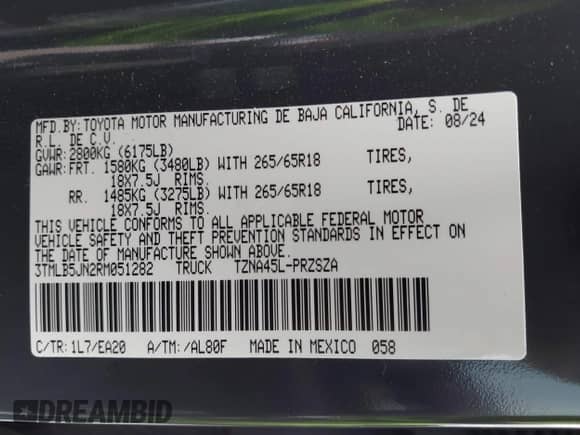 MFD.BY:TOYOTA MOTOR MANUFACTURING DE BAJA CALIFORNIA, S. DE
R.L. DE C.V. DATE: 08/24
GVWR:2800KG (6175LB)
GAWR:FRT. 1580KG (3480LB) WITH 265/65R18 TIRES,
18X7.5J RIMS.
RR. 1485KG (3275LB) WITH 265/65R18 TIRES,
18X7.5J RIMS.
THIS VEHICLE CONFORMS TO ALL APPLICABLE FEDERAL MOTOR
VEHICLE SAFETY AND THEFT PREVENTION STANDARDS IN EFFECT ON
THE DATE OF MANUFACTURE SHOWN ABOVE.
3TMLB5JN2RM051282 TRUCK TZNA45L-PRZSZA
C/TR:1L7/EA20 A/TM:/AL80F MADE IN MEXICO 058
DREAMBID